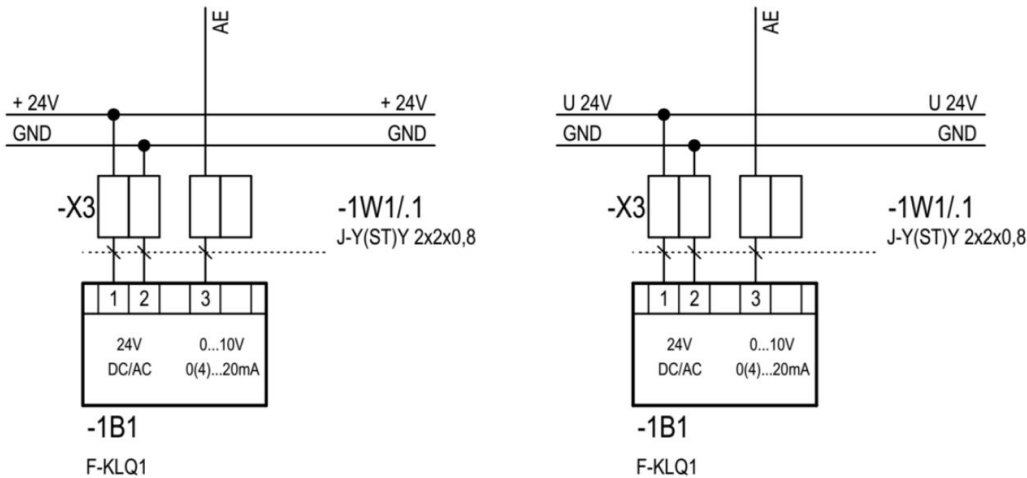 AE
+ 24V + 24V
GND GND
-X3
-1W1/.1
J-Y(ST)Y 2x2x0,8
1 2 3
24V 0...10V
DC/AC 0(4)...20mA
-1B1
F-KLQ1
AE
U 24V U 24V
GND GND
-X3
-1W1/.1
J-Y(ST)Y 2x2x0,8
1 2 3
24V 0...10V
DC/AC 0(4)...20mA
-1B1
F-KLQ1